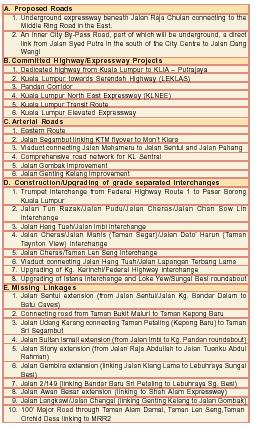 A. Proposed Roads
1. Underground expressway beneath Jalan Raja Chulan connecting to the
Middle Ring Road in the East.
2. An Inner City By-Pass Road, part of which will be underground, a direct
link from Jalan Syed Putra in the south of the City Centre to Jalan Dang
Wangi
B. Committed Highway/Expressway Projects
1. Dedicated highway from Kuala Lumpur to KLIA – Putrajaya
2. Kuala Lumpur towards Serendah Highway (LEKLAS)
3. Pandan Corridor
4. Kuala Lumpur North East Expressway (KLNEE)
5. Kuala Lumpur Transit Route
6. Kuala Lumpur Elevated Expressway
C. Arterial Roads
1. Eastern Route
2. Jalan Segambut linking KTM flyover to Mon't Kiara
3. Viaduct connecting Jalan Maharaja to Jalan Sentul and Jalan Pahang
4. Comprehensive road network for KL Sentral
5. Jalan Gombak Improvement
6. Jalan Genting Kelang Improvement
D. Construction/Upgrading of grade separated Interchanges
1. Trumpet Interchange from Federal Highway Route 1 to Pasar Borong
Kuala Lumpur
2. Jalan Tun Razak/Jalan Pudu/Jalan Cheras/Jalan Chan Sow Lin
Interchange
3. Jalan Hang Tuah/Jalan Imbi Interchange
4. Jalan Cheras/Jalan Manis (Taman Segar)/Jalan Dato' Harun (Taman
Taynton View) Interchange
5. Jalan Cheras/Taman Len Seng Interchange
6. Viaduct connecting Jalan Hang Tuah/Jalan Lapangan Terbang Lama
7. Upgrading of Kg. Kerinchi/Federal Highway Interchange
8. Upgrading of Istana Interchange and Loke Yew/Sungai Besi roundabout
E. Missing Linkages
1. Jalan Sentul extension (from Jalan Sentul/Jalan Kg. Bandar Dalam to
Batu Caves)
2. Connecting road from Taman Bukit Maluri to Taman Kepong Baru
3. Jalan Udang Karang connecting Taman Petaling (Kepong Baru) to Taman
Sri Segambut
4. Jalan Sultan Ismail extension (from Jalan Imbi to Kg. Pandan roundabout)
5. Jalan Stony extension (from Jalan Raja Abdullah to Jalan Tuanku Abdul
Rahman)
6. Jalan Gembira extension (linking Jalan Klang Lama to Lebuhraya Sungai
Besi)
7. Jalan 2/149 (linking Bandar Baru Sri Petaling to Lebuhraya Sg. Besi)
8. Jalan Awan Besar extension (linking to Shah Alam Expressway)
9. Jalan Langkawi/Jalan Chengal (linking Genting Kelang to Jalan Gombak)
10. 100' Major Road through Taman Alam Damai, Taman Len Seng, Taman
Orchid Desa linking to MRR2